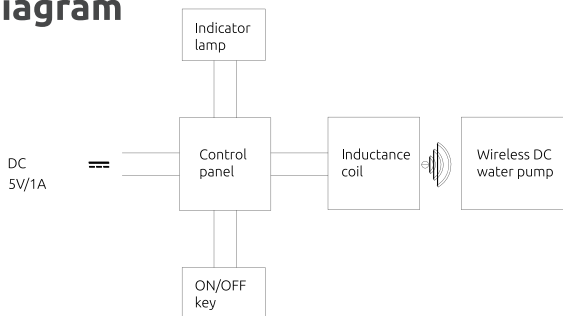 iagram
Indicator
lamp
DC
5V/1A
Control
panel
Inductance
coil
Wireless DC
water pump
ON/OFF
key